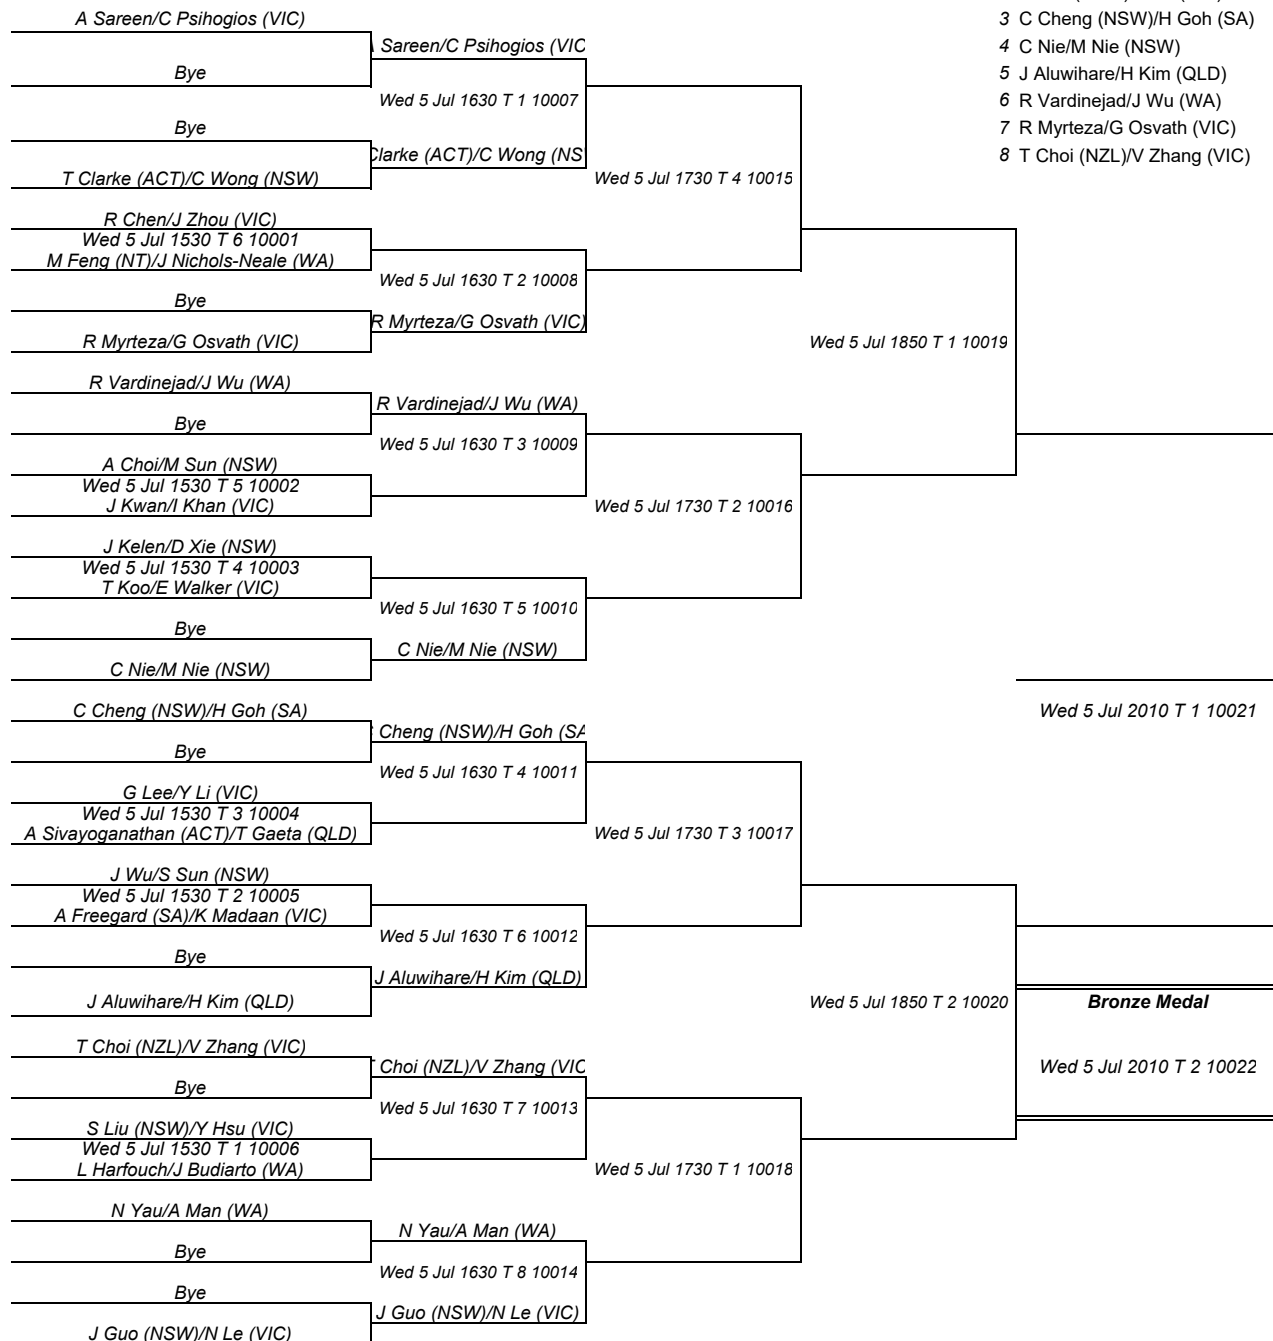 A Sareen/C Psihogios (VIC)
Bye
Bye
T Clarke (ACT)/C Wong (NSW)
R Chen/J Zhou (VIC)
Wed 5 Jul 1530 T 6 10001
M Feng (NT)/J Nichols-Neale (WA)
Bye
R Myrteza/G Osvath (VIC)
R Vardinejad/J Wu (WA)
Bye
A Choi/M Sun (NSW)
Wed 5 Jul 1530 T 5 10002
J Kwan/I Khan (VIC)
J Kelen/D Xie (NSW)
Wed 5 Jul 1530 T 4 10003
T Koo/E Walker (VIC)
Bye
C Nie/M Nie (NSW)
C Cheng (NSW)/H Goh (SA)
Bye
G Lee/Y Li (VIC)
Wed 5 Jul 1530 T 3 10004
A Sivayoganathan (ACT)/T Gaeta (QLD)
J Wu/S Sun (NSW)
Wed 5 Jul 1530 T 2 10005
A Freegard (SA)/K Madaan (VIC)
Bye
J Aluwihare/H Kim (QLD)
T Choi (NZL)/V Zhang (VIC)
Bye
S Liu (NSW)/Y Hsu (VIC)
Wed 5 Jul 1530 T 1 10006
L Harfouch/J Budiarto (WA)
N Yau/A Man (WA)
Bye
Bye
J Guo (NSW)/N Le (VIC)
Sareen/C Psihogios (VIC
Wed 5 Jul 1630 T 1 10007
Clarke (ACT)/C Wong (NS
Wed 5 Jul 1630 T 2 10008
R Myrteza/G Osvath (VIC)
R Vardinejad/J Wu (WA)
Wed 5 Jul 1630 T 3 10009
Wed 5 Jul 1630 T 5 10010
C Nie/M Nie (NSW)
Cheng (NSW)/H Goh (SA
Wed 5 Jul 1630 T 4 10011
Wed 5 Jul 1630 T 6 10012
J Aluwihare/H Kim (QLD)
Choi (NZL)/V Zhang (VIC
Wed 5 Jul 1630 T 7 10013
N Yau/A Man (WA)
Wed 5 Jul 1630 T 8 10014
J Guo (NSW)/N Le (VIC)
Wed 5 Jul 1730 T 4 10015
Wed 5 Jul 1730 T 2 10016
Wed 5 Jul 1730 T 3 10017
Wed 5 Jul 1730 T 1 10018
Wed 5 Jul 1850 T 1 10019
Wed 5 Jul 1850 T 2 10020
3 C Cheng (NSW)/H Goh (SA)
4 C Nie/M Nie (NSW)
5 J Aluwihare/H Kim (QLD)
6 R Vardinejad/J Wu (WA)
7 R Myrteza/G Osvath (VIC)
8 T Choi (NZL)/V Zhang (VIC)
Wed 5 Jul 2010 T 1 10021
Bronze Medal
Wed 5 Jul 2010 T 2 10022